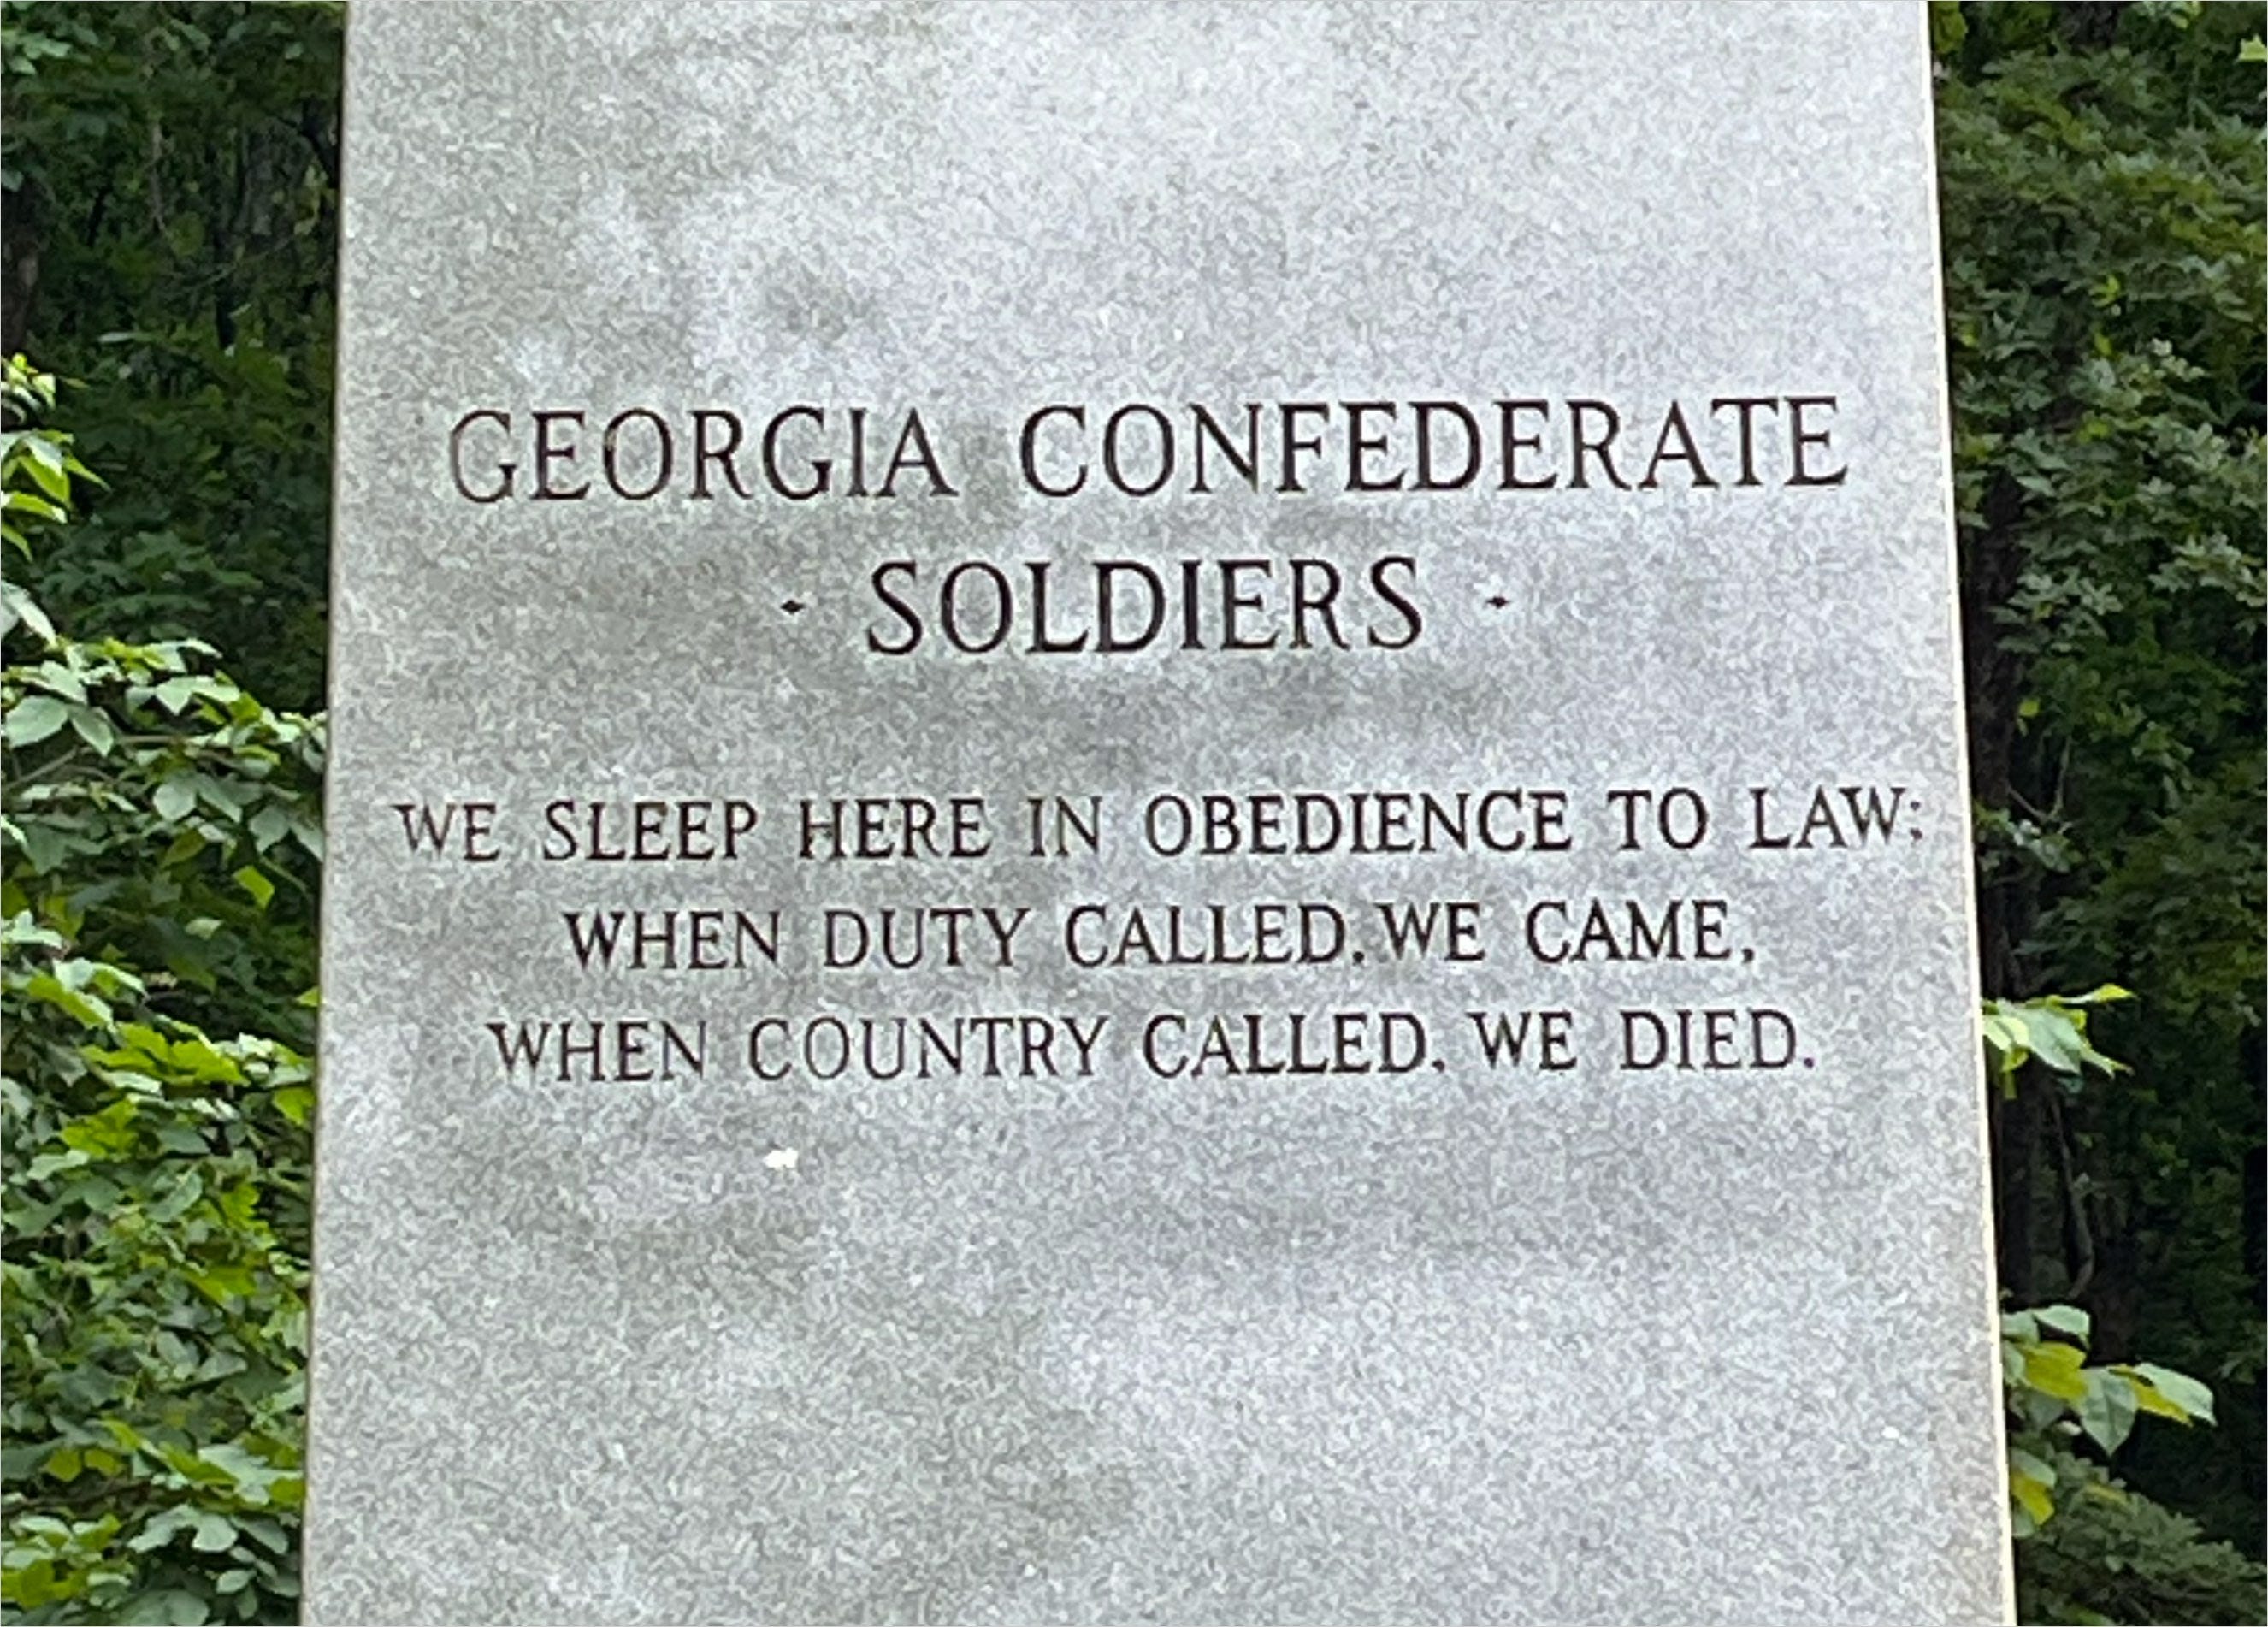 GEORGIA CONFEDERATE
· SOLDIERS ·
WE SLEEP HERE IN OBEDIENCE TO LAW;
WHEN DUTY CALLED, WE CAME,
WHEN COUNTRY CALLED, WE DIED.